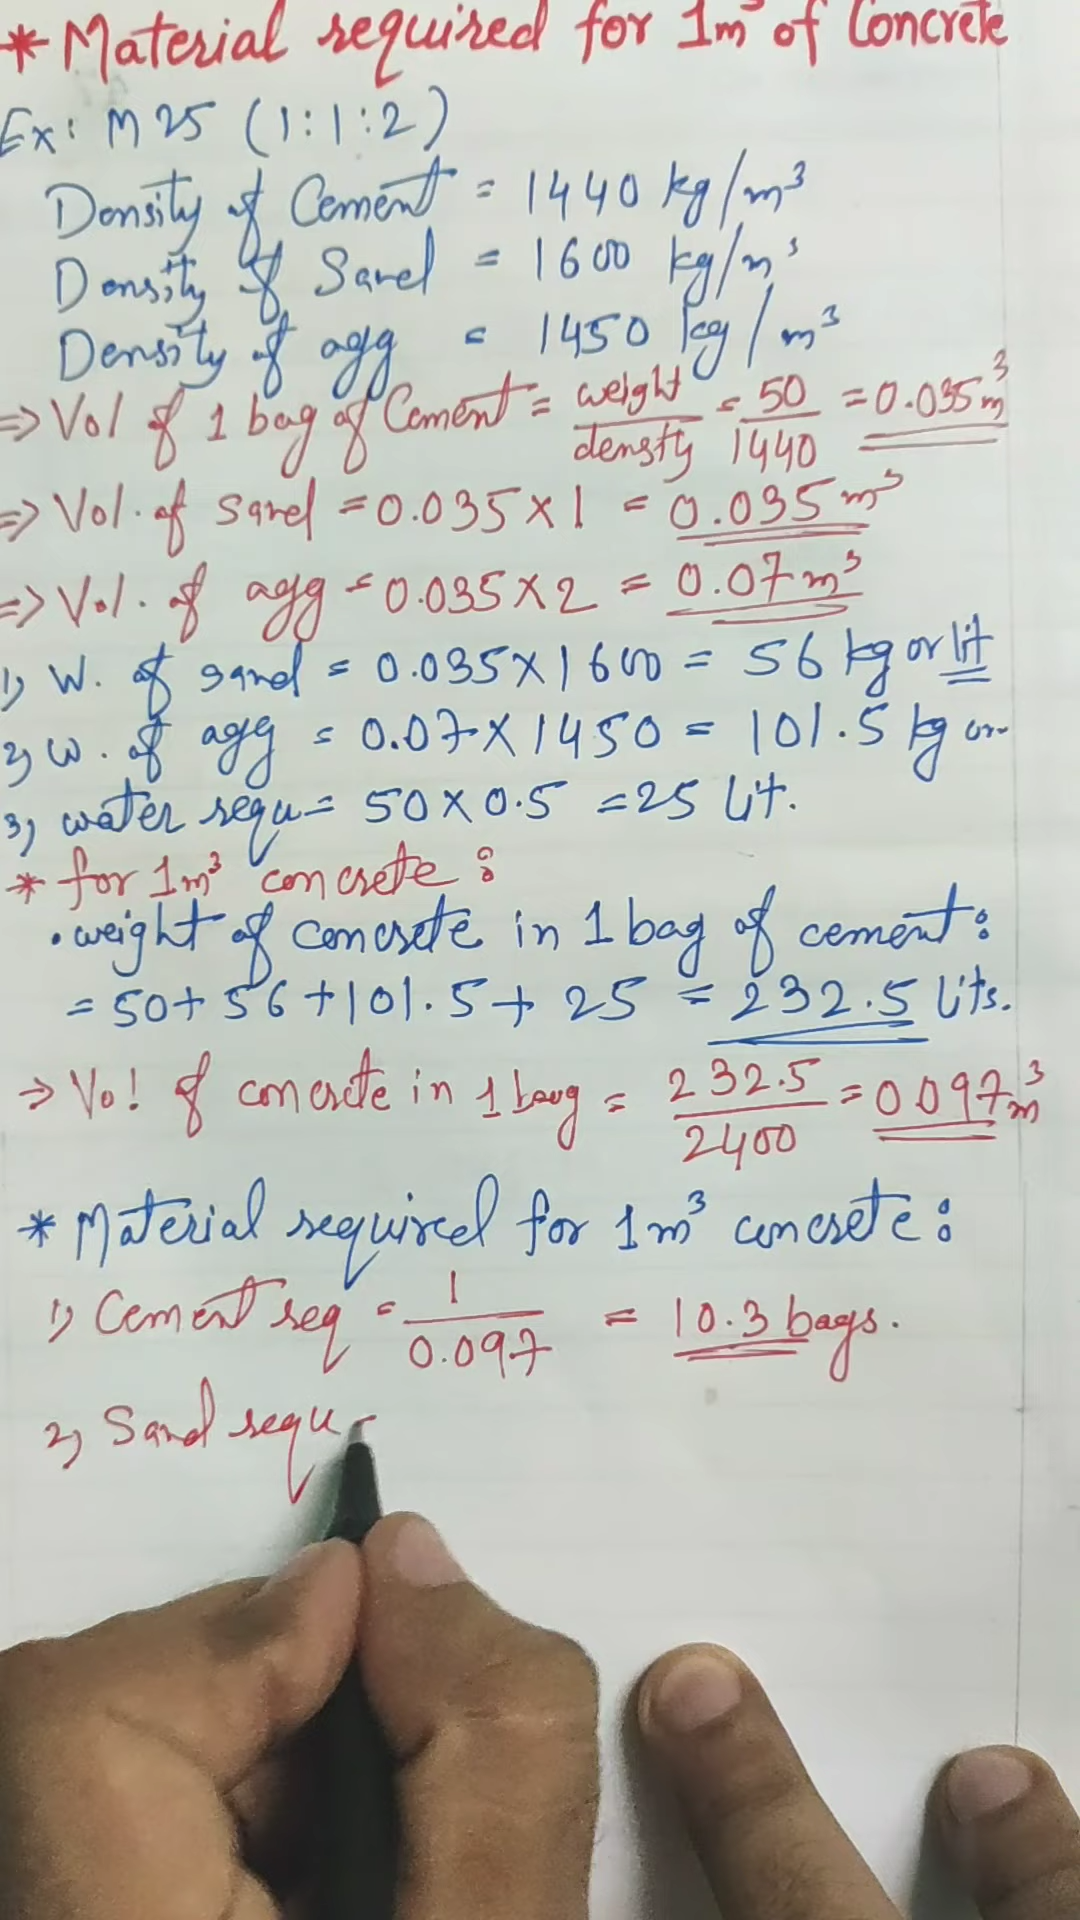 * Material required for 1m³ of Concrete
Ex: M25 (1:1:2)
Density of Cement = 1440 kg/m³
Density of Sand = 1600 kg/m³
Density of agg = 1450 kg/m³
⇒ Vol of 1 bag of Cement = weight/density = 50/1440 = 0.035 m³
⇒ Vol. of sand = 0.035 × 1 = 0.035 m³
⇒ Vol. of agg = 0.035 × 2 = 0.07 m³
1) W. of sand = 0.035 × 1600 = 56 kg or lit
2) w. of agg = 0.07 × 1450 = 101.5 kg or
3) water requ = 50 × 0.5 = 25 Lit.
* for 1m³ concrete :
• weight of concrete in 1 bag of cement :
= 50 + 56 + 101.5 + 25 = 232.5 Lits.
→ Vol of concrete in 1 bag = 232.5/2400 = 0.097 m³
* Material required for 1m³ concrete :
1) Cement req = 1/0.097 = 10.3 bags.
2) Sand requ -